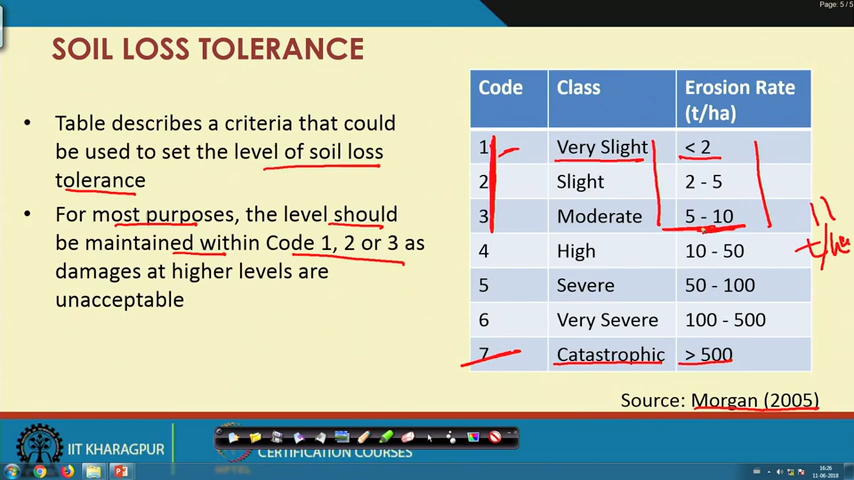 Page: 5 / 5
SOIL LOSS TOLERANCE
• Table describes a criteria that could
be used to set the level of soil loss
tolerance
• For most purposes, the level should
be maintained within Code 1, 2 or 3 as
damages at higher levels are
unacceptable
Code Class Erosion Rate
(t/ha)
1 Very Slight < 2
2 Slight 2 - 5
3 Moderate 5 - 10
4 High 10 - 50
5 Severe 50 - 100
6 Very Severe 100 - 500
7 Catastrophic > 500
11
t/ha
Source: Morgan (2005)
IIT KHARAGPUR
CERTIFICATION COURSES
16:26
11-06-2018